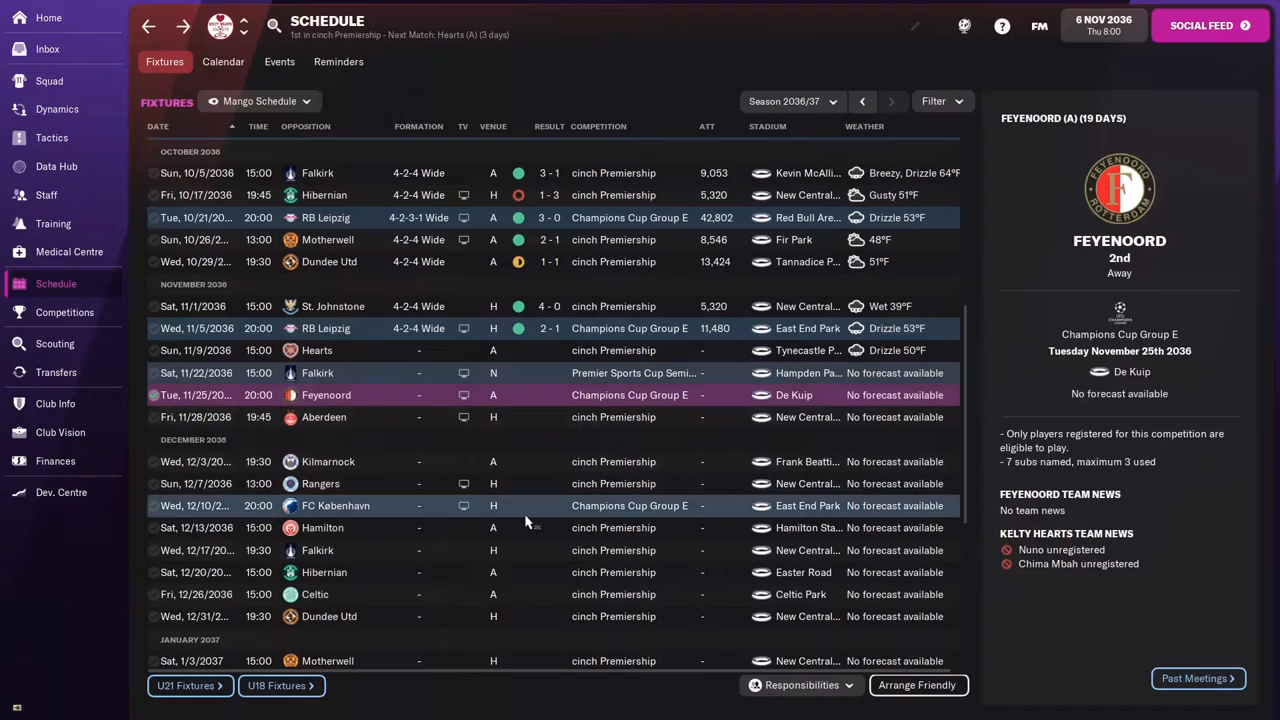 Home
Inbox
Squad
Dynamics
Tactics
Data Hub
Staff
Training
Medical Centre
Schedule
Competitions
Scouting
Transfers
Club Info
Club Vision
Finances
Dev. Centre
SCHEDULE
1st in cinch Premiership - Next Match: Hearts (A) (3 days)
FM
6 NOV 2036
Thu 8:00
SOCIAL FEED
Fixtures Calendar Events Reminders
FIXTURES Mango Schedule Season 2036/37 Filter
DATE TIME OPPOSITION FORMATION TV VENUE RESULT COMPETITION ATT STADIUM WEATHER
OCTOBER 2036
Sun, 10/5/2036 15:00 Falkirk 4-2-4 Wide A 3 - 1 cinch Premiership 9,053 Kevin McAlli... Breezy, Drizzle 64°F
Fri, 10/17/2036 19:45 Hibernian 4-2-4 Wide H 1 - 3 cinch Premiership 5,320 New Central... Gusty 51°F
Tue, 10/21/20... 20:00 RB Leipzig 4-2-3-1 Wide A 3 - 0 Champions Cup Group E 42,802 Red Bull Are... Drizzle 53°F
Sun, 10/26/2... 13:00 Motherwell 4-2-4 Wide A 2 - 1 cinch Premiership 8,546 Fir Park 48°F
Wed, 10/29/2... 19:30 Dundee Utd 4-2-4 Wide A 1 - 1 cinch Premiership 13,424 Tannadice P... 51°F
NOVEMBER 2036
Sat, 11/1/2036 15:00 St. Johnstone 4-2-4 Wide H 4 - 0 cinch Premiership 5,320 New Central... Wet 39°F
Wed, 11/5/2036 20:00 RB Leipzig 4-2-4 Wide H 2 - 1 Champions Cup Group E 11,480 East End Park Drizzle 53°F
Sun, 11/9/2036 15:00 Hearts - A cinch Premiership - Tynecastle P... Drizzle 50°F
Sat, 11/22/2036 15:00 Falkirk - N Premier Sports Cup Semi... - Hampden Pa... No forecast available
Tue, 11/25/20... 20:00 Feyenoord - A Champions Cup Group E - De Kuip No forecast available
Fri, 11/28/2036 19:45 Aberdeen - H cinch Premiership - New Central... No forecast available
DECEMBER 2036
Wed, 12/3/20... 19:30 Kilmarnock - A cinch Premiership - Frank Beatti... No forecast available
Sun, 12/7/2036 13:00 Rangers - H cinch Premiership - New Central... No forecast available
Wed, 12/10/2... 20:00 FC København - H Champions Cup Group E - East End Park No forecast available
Sat, 12/13/2036 15:00 Hamilton - A cinch Premiership - Hamilton Sta... No forecast available
Wed, 12/17/20... 19:30 Falkirk - H cinch Premiership - New Central... No forecast available
Sat, 12/20/20... 15:00 Hibernian - A cinch Premiership - Easter Road No forecast available
Fri, 12/26/2036 15:00 Celtic - A cinch Premiership - Celtic Park No forecast available
Wed, 12/31/2... 19:30 Dundee Utd - H cinch Premiership - New Central... No forecast available
JANUARY 2037
Sat, 1/3/2037 15:00 Motherwell - H cinch Premiership - New Central... No forecast available
U21 Fixtures U18 Fixtures Responsibilities Arrange Friendly
FEYENOORD (A) (19 DAYS)
FEYENOORD
2nd
Away
Champions Cup Group E
Tuesday November 25th 2036
De Kuip
No forecast available
- Only players registered for this competition are
eligible to play.
- 7 subs named, maximum 3 used
FEYENOORD TEAM NEWS
No team news
KELTY HEARTS TEAM NEWS
Nuno unregistered
Chima Mbah unregistered
Past Meetings